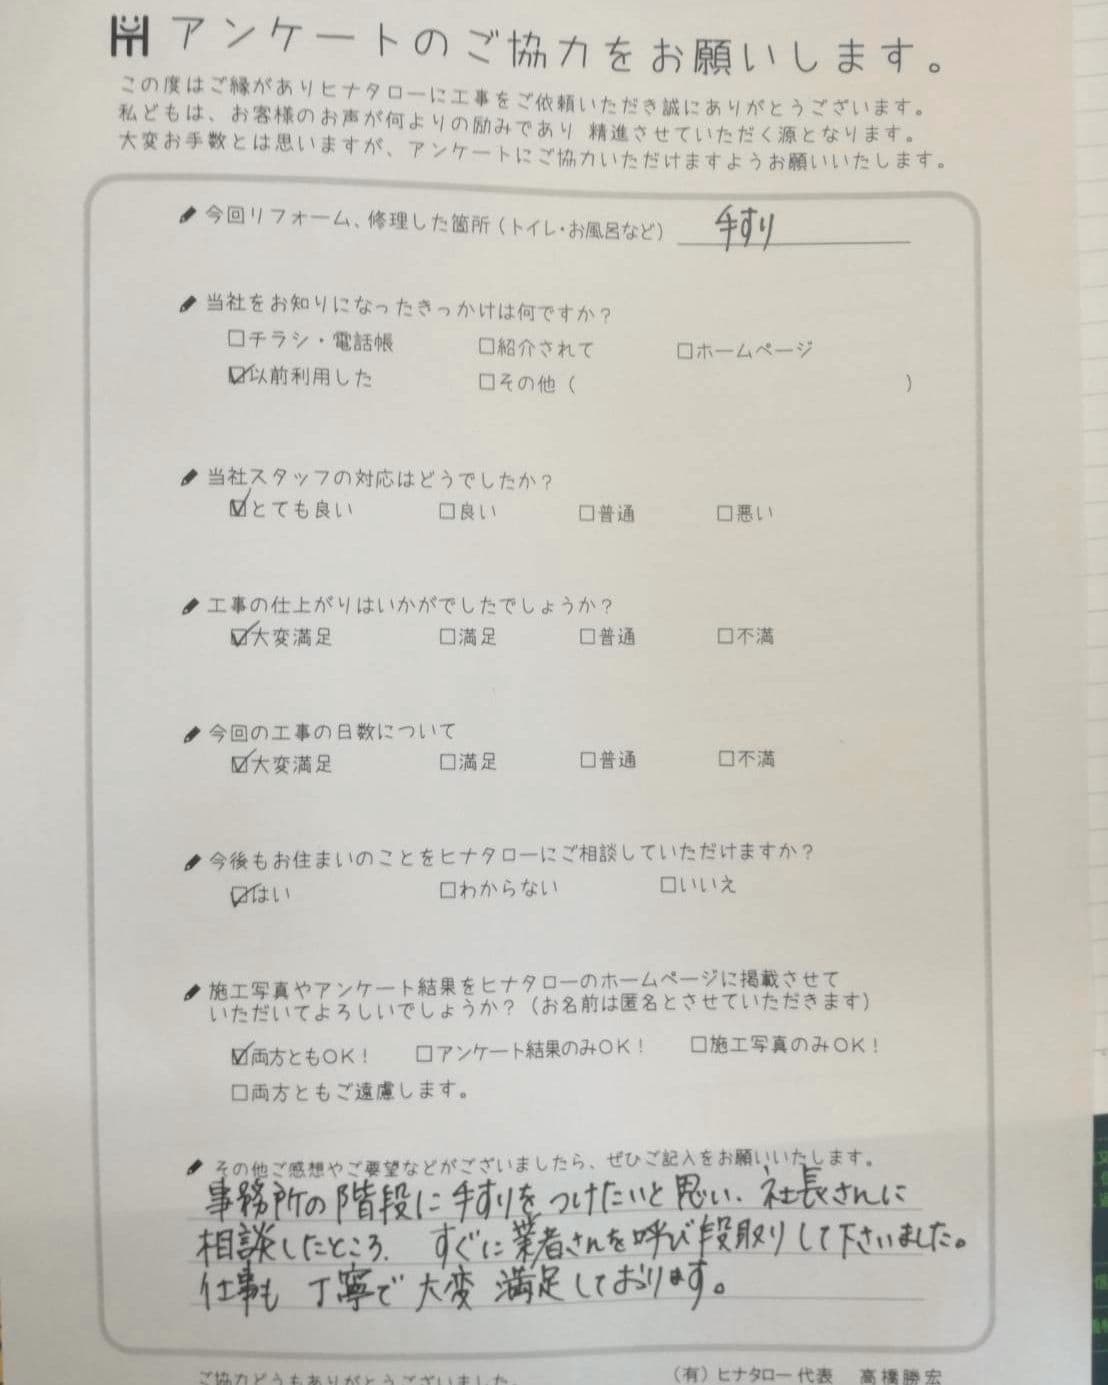 アンケートのご協力をお願いします。
この度はご縁がありヒナタローに工事をご依頼いただき誠にありがとうございます。
私どもは、お客様のお声が何よりの励みであり 精進させていただく源となります。
大変お手数とは思いますが、アンケートにご協力いただけますようお願いいたします。
今回リフォーム、修理した箇所(トイレ・お風呂など) 手すり
当社をお知りになったきっかけは何ですか?
□チラシ・電話帳 □紹介されて □ホームページ
☑以前利用した □その他( )
当社スタッフの対応はどうでしたか?
☑とても良い □良い □普通 □悪い
工事の仕上がりはいかがでしたでしょうか?
☑大変満足 □満足 □普通 □不満
今回の工事の日数について
☑大変満足 □満足 □普通 □不満
今後もお住まいのことをヒナタローにご相談していただけますか?
☑はい □わからない □いいえ
施工写真やアンケート結果をヒナタローのホームページに掲載させて
いただいてよろしいでしょうか?(お名前は匿名とさせていただきます)
☑両方ともOK! □アンケート結果のみOK! □施工写真のみOK!
□両方ともご遠慮します。
その他ご感想やご要望などがございましたら、ぜひご記入をお願いいたします。
事務所の階段に手すりをつけたいと思い、社長さんに
相談したところ、すぐに業者さんを呼び段取りして下さいました。
仕事も丁寧で大変満足しております。
ご協力どうもありがとうございました。 (有)ヒナタロー代表 高橋勝宏